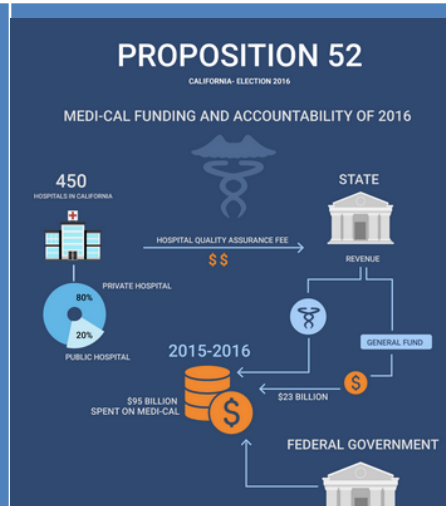 PROPOSITION 52
CALIFORNIA- ELECTION 2016
MEDI-CAL FUNDING AND ACCOUNTABILITY OF 2016
450
HOSPITALS IN CALIFORNIA
STATE
HOSPITAL QUALITY ASSURANCE FEE
$$
REVENUE
PRIVATE HOSPITAL
80%
20%
PUBLIC HOSPITAL
GENERAL FUND
2015-2016
$95 BILLION
SPENT ON MEDI-CAL
$
$23 BILLION
$
FEDERAL GOVERNMENT